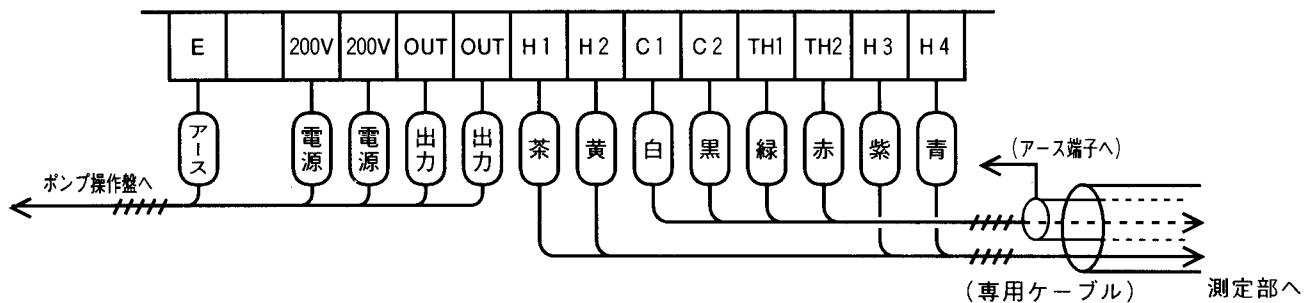 E 200V 200V OUT OUT H1 H2 C1 C2 TH1 TH2 H3 H4
アース 電源 電源 出力 出力 茶 黄 白 黒 緑 赤 紫 青
(アース端子へ)
ポンプ操作盤へ
(専用ケーブル)
測定部へ